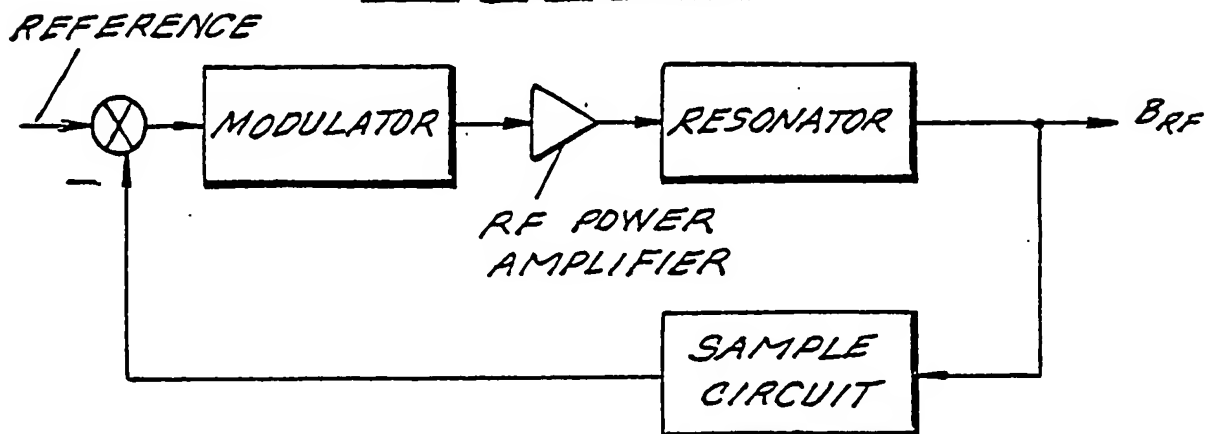 REFERENCE
MODULATOR
RESONATOR
B_RF
RF POWER
AMPLIFIER
–
SAMPLE
CIRCUIT